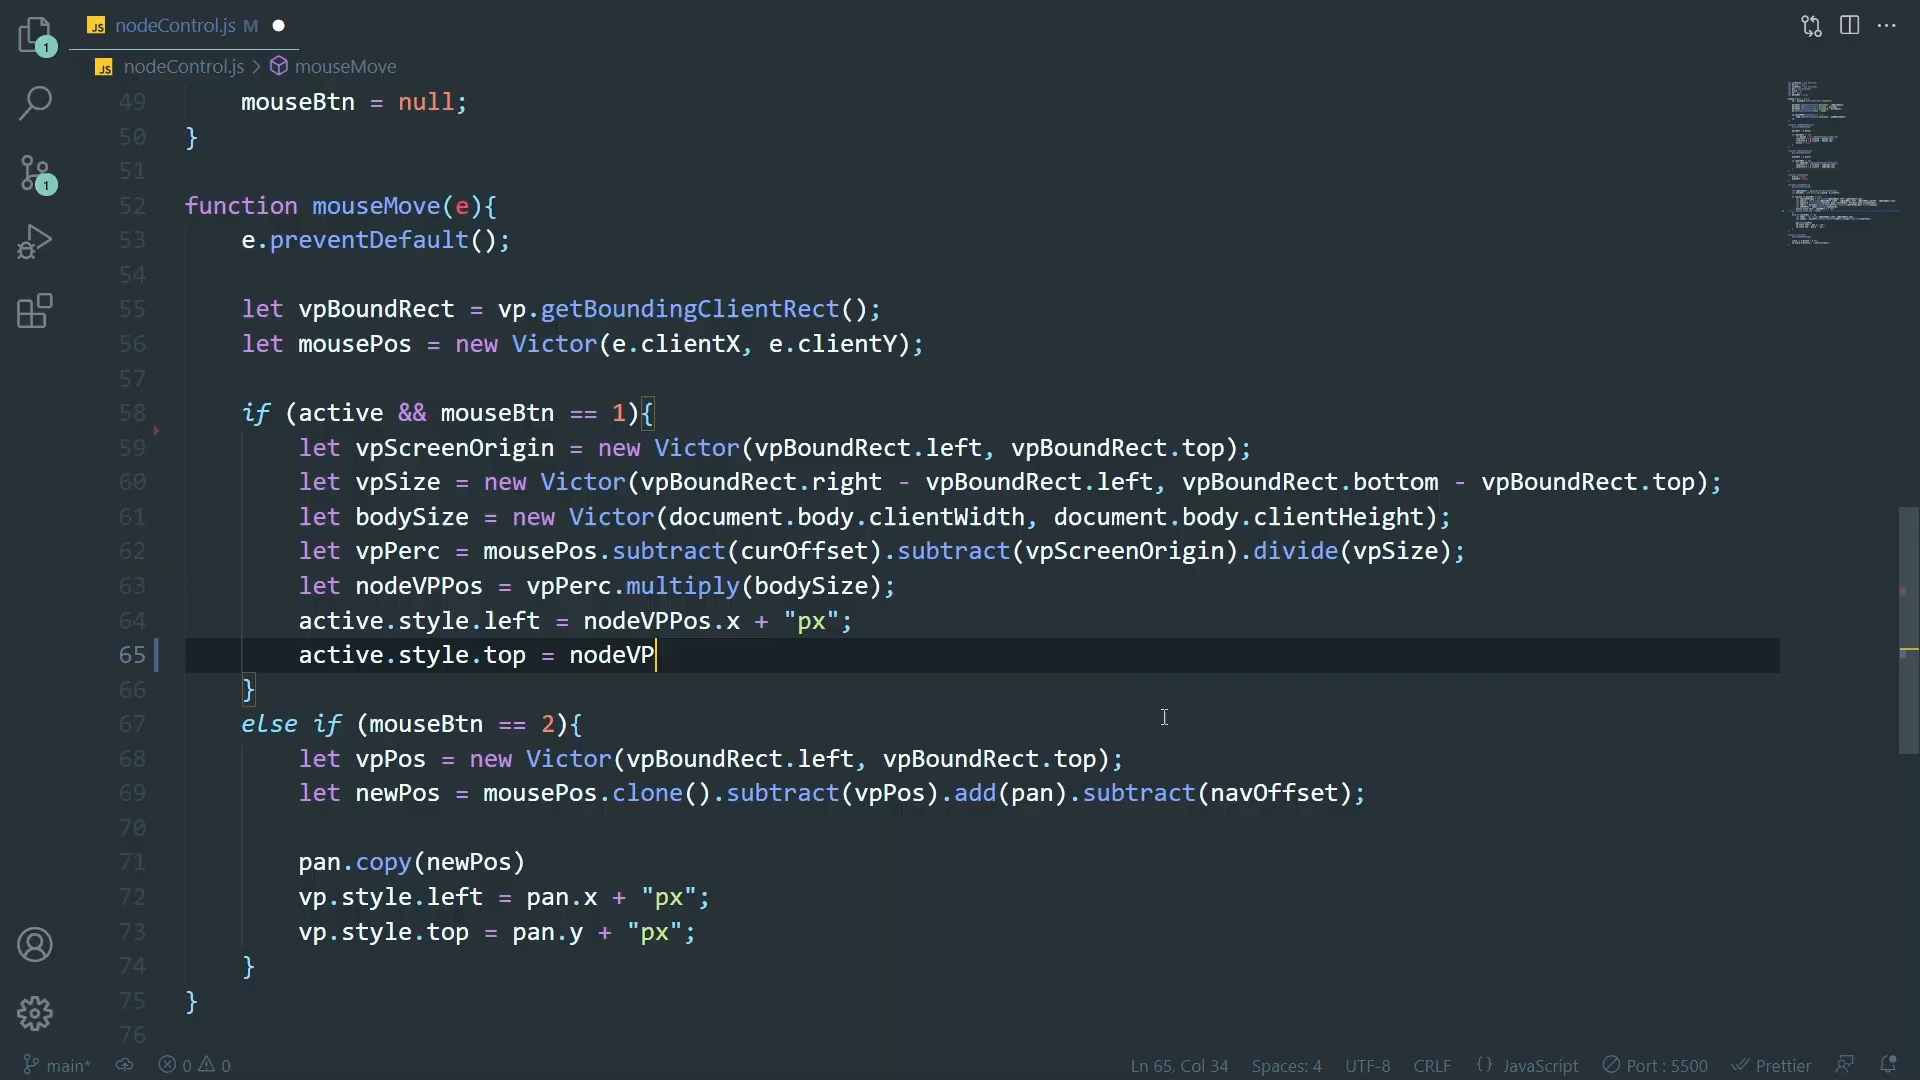 nodeControl.js M
nodeControl.js > mouseMove
49 mouseBtn = null;
50 }
51
52 function mouseMove(e){
53 e.preventDefault();
54
55 let vpBoundRect = vp.getBoundingClientRect();
56 let mousePos = new Victor(e.clientX, e.clientY);
57
58 if (active && mouseBtn == 1){
59 let vpScreenOrigin = new Victor(vpBoundRect.left, vpBoundRect.top);
60 let vpSize = new Victor(vpBoundRect.right - vpBoundRect.left, vpBoundRect.bottom - vpBoundRect.top);
61 let bodySize = new Victor(document.body.clientWidth, document.body.clientHeight);
62 let vpPerc = mousePos.subtract(curOffset).subtract(vpScreenOrigin).divide(vpSize);
63 let nodeVPPos = vpPerc.multiply(bodySize);
64 active.style.left = nodeVPPos.x + "px";
65 active.style.top = nodeVP
66 }
67 else if (mouseBtn == 2){
68 let vpPos = new Victor(vpBoundRect.left, vpBoundRect.top);
69 let newPos = mousePos.clone().subtract(vpPos).add(pan).subtract(navOffset);
70
71 pan.copy(newPos)
72 vp.style.left = pan.x + "px";
73 vp.style.top = pan.y + "px";
74 }
75 }
76
1
1
JS
JS
main* 0 0 Ln 65, Col 34 Spaces: 4 UTF-8 CRLF {} JavaScript Port : 5500 Prettier